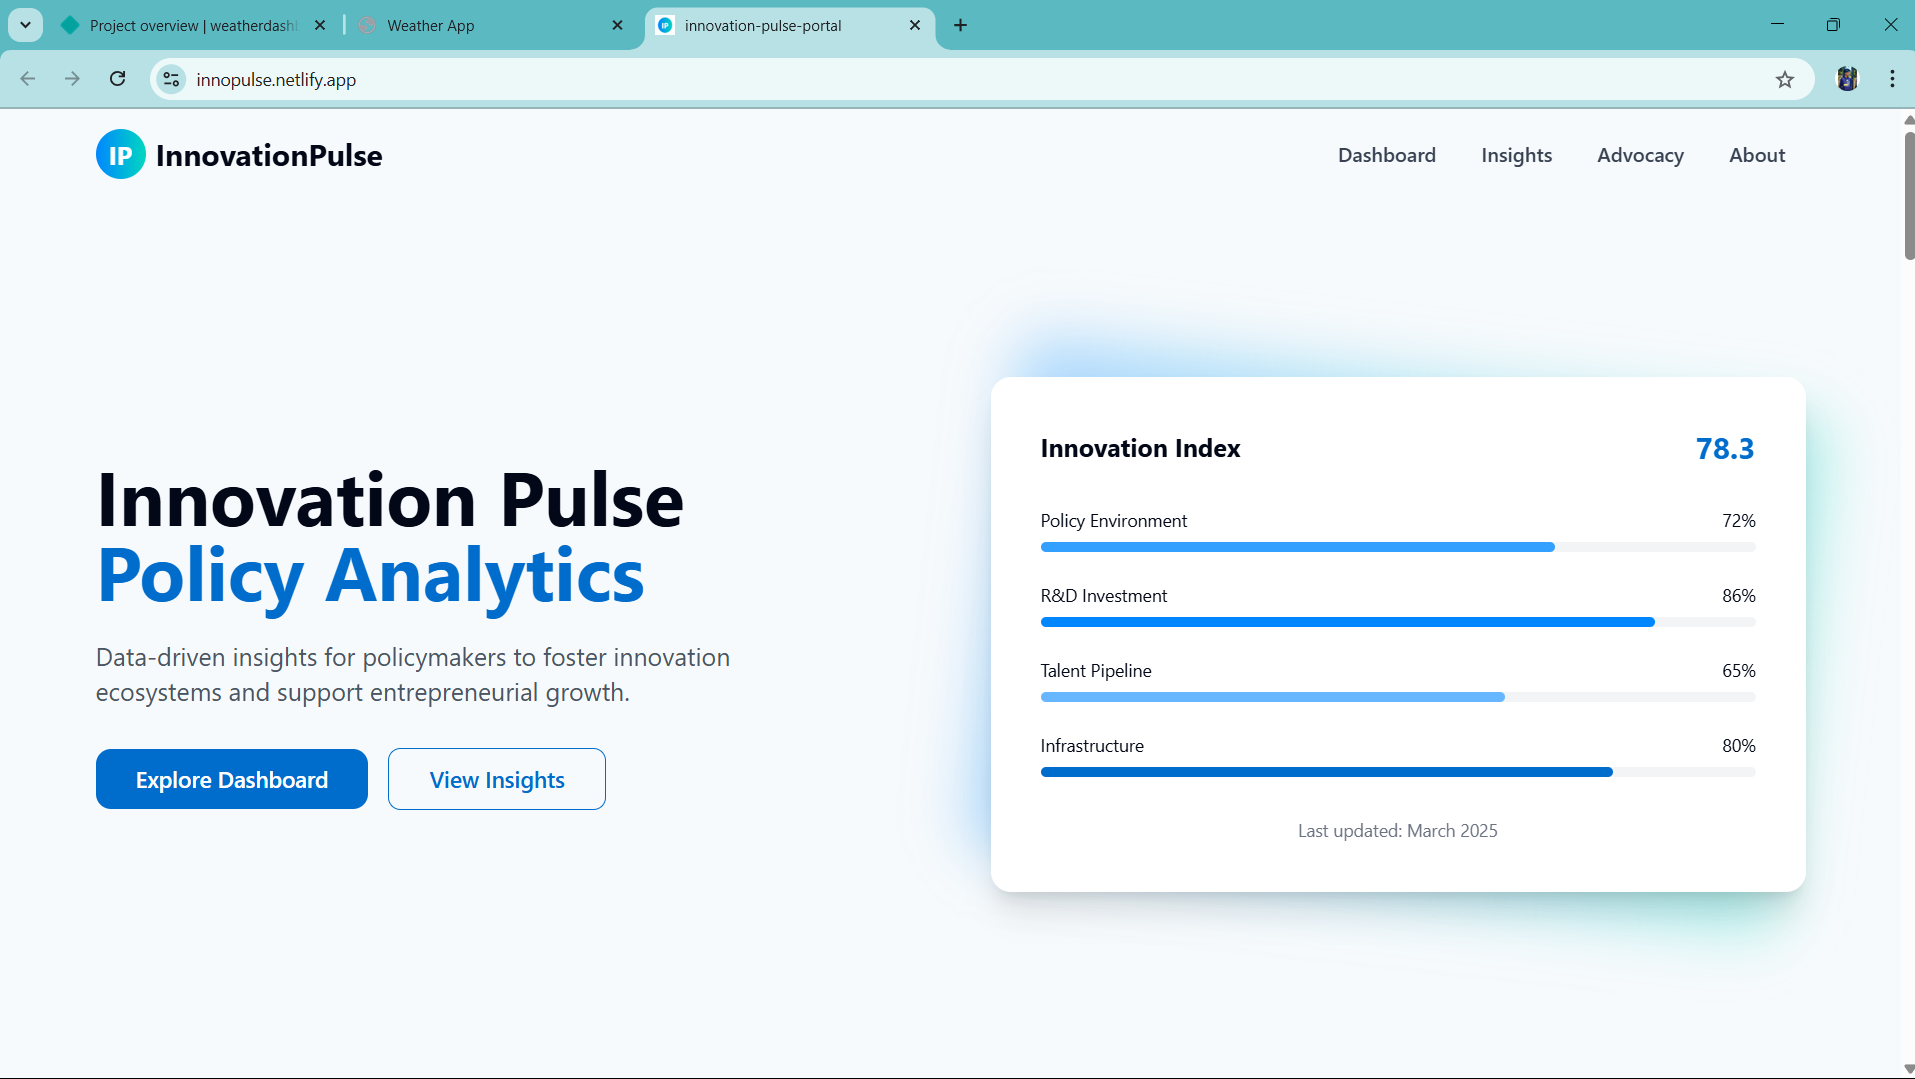 Project overview | weatherdash
Weather App
IP
innovation-pulse-portal
innopulse.netlify.app
IP
InnovationPulse
Dashboard
Insights
Advocacy
About
Innovation Pulse
Policy Analytics
Data-driven insights for policymakers to foster innovation
ecosystems and support entrepreneurial growth.
Explore Dashboard
View Insights
Innovation Index
78.3
Policy Environment
72%
R&D Investment
86%
Talent Pipeline
65%
Infrastructure
80%
Last updated: March 2025